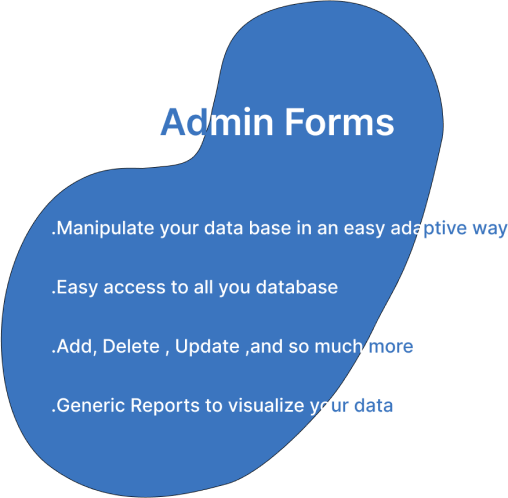 Admin Forms
.Manipulate your data base in an easy adaptive way
.Easy access to all you database
.Add, Delete , Update ,and so much more
.Generic Reports to visualize your data